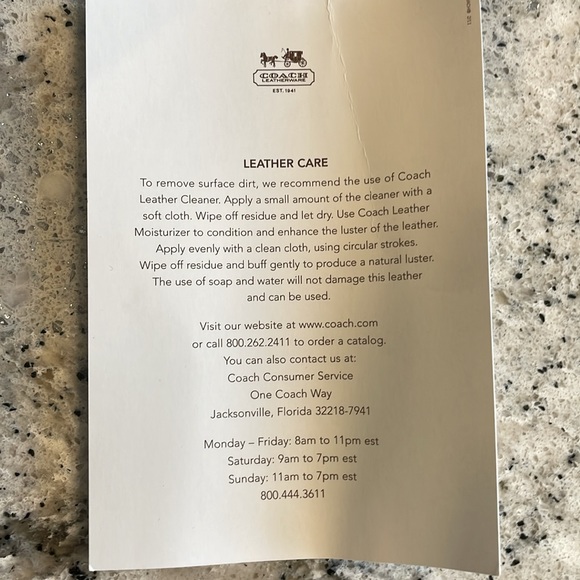 COACH
LEATHERWARE
EST. 1941
LEATHER CARE
To remove surface dirt, we recommend the use of Coach
Leather Cleaner. Apply a small amount of the cleaner with a
soft cloth. Wipe off residue and let dry. Use Coach Leather
Moisturizer to condition and enhance the luster of the leather.
Apply evenly with a clean cloth, using circular strokes.
Wipe off residue and buff gently to produce a natural luster.
The use of soap and water will not damage this leather
and can be used.
Visit our website at www.coach.com
or call 800.262.2411 to order a catalog.
You can also contact us at:
Coach Consumer Service
One Coach Way
Jacksonville, Florida 32218-7941
Monday – Friday: 8am to 11pm est
Saturday: 9am to 7pm est
Sunday: 11am to 7pm est
800.444.3611